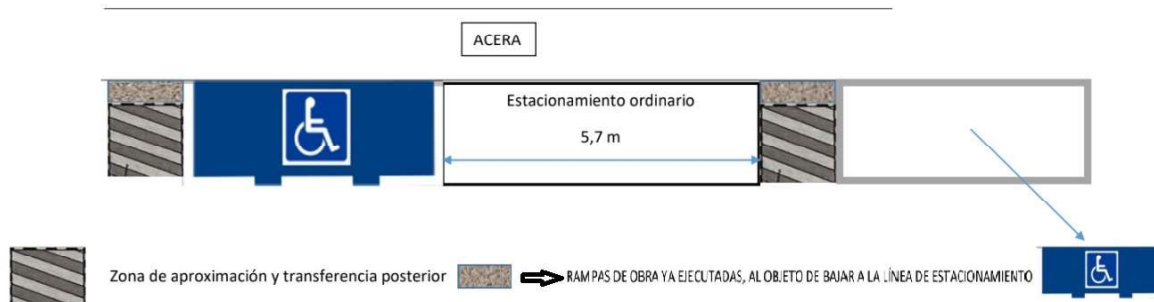 ACERA
Estacionamiento ordinario
5,7 m
Zona de aproximación y transferencia posterior
RAMPAS DE OBRA YA EJECUTADAS, AL OBJETO DE BAJAR A LA LÍNEA DE ESTACIONAMIENTO